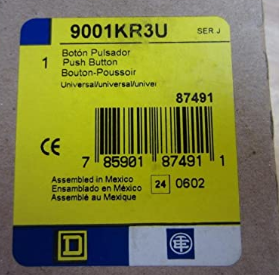 9001KR3U SER J
1 Botón Pulsador
Push Button
Bouton-Poussoir
Universal/universal/univei
87491
CE
7 85901 87491 1
Assembled in Mexico
Ensamblado en México
Assemblé au Mexique
24 0602